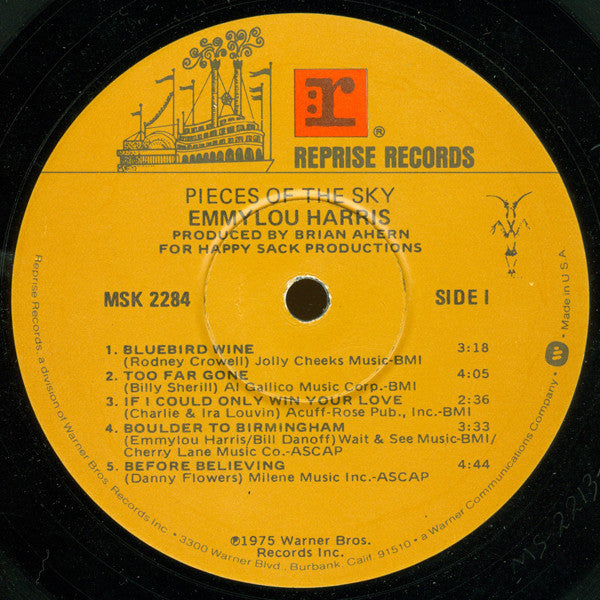 r
®
REPRISE RECORDS
PIECES OF THE SKY
EMMYLOU HARRIS
PRODUCED BY BRIAN AHERN
FOR HAPPY SACK PRODUCTIONS
MSK 2284
SIDE I
1. BLUEBIRD WINE 3:18
(Rodney Crowell) Jolly Cheeks Music-BMI
2. TOO FAR GONE 4:05
(Billy Sherill) Al Gallico Music Corp.-BMI
3. IF I COULD ONLY WIN YOUR LOVE 2:36
(Charlie & Ira Louvin) Acuff-Rose Pub., Inc.-BMI
4. BOULDER TO BIRMINGHAM 3:33
(Emmylou Harris/Bill Danoff) Wait & See Music-BMI/
Cherry Lane Music Co.-ASCAP
5. BEFORE BELIEVING 4:44
(Danny Flowers) Milene Music Inc.-ASCAP
℗1975 Warner Bros.
Records Inc.
Reprise Records, a division of Warner Bros. Records Inc. • 3300 Warner Blvd., Burbank, Calif. 91510 • a Warner Communications Company • W • Made in U.S.A.